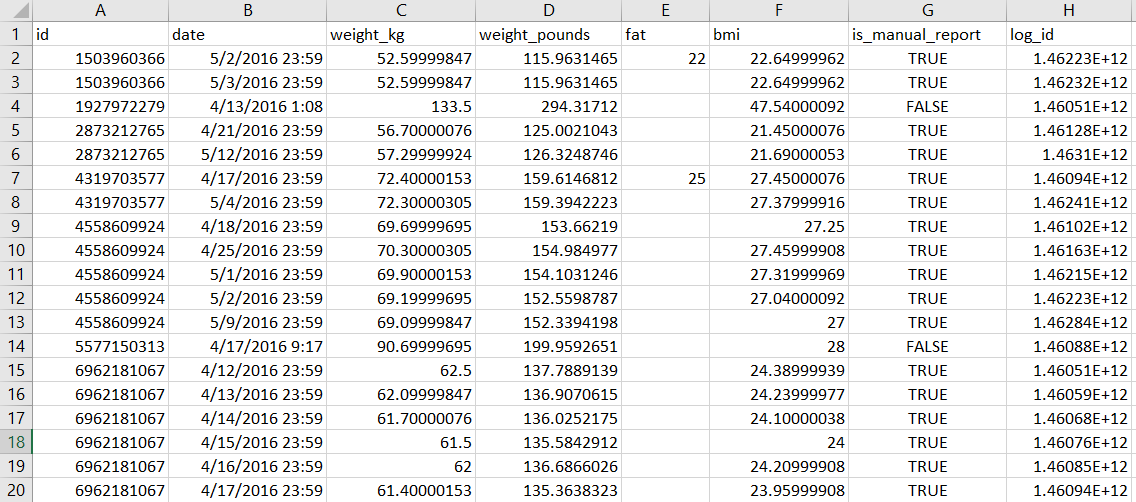 A B C D E F G H
1 id date weight_kg weight_pounds fat bmi is_manual_report log_id
2 1503960366 5/2/2016 23:59 52.59999847 115.9631465 22 22.64999962 TRUE 1.46223E+12
3 1503960366 5/3/2016 23:59 52.59999847 115.9631465 22.64999962 TRUE 1.46232E+12
4 1927972279 4/13/2016 1:08 133.5 294.31712 47.54000092 FALSE 1.46051E+12
5 2873212765 4/21/2016 23:59 56.70000076 125.0021043 21.45000076 TRUE 1.46128E+12
6 2873212765 5/12/2016 23:59 57.29999924 126.3248746 21.69000053 TRUE 1.4631E+12
7 4319703577 4/17/2016 23:59 72.40000153 159.6146812 25 27.45000076 TRUE 1.46094E+12
8 4319703577 5/4/2016 23:59 72.30000305 159.3942223 27.37999916 TRUE 1.46241E+12
9 4558609924 4/18/2016 23:59 69.69999695 153.66219 27.25 TRUE 1.46102E+12
10 4558609924 4/25/2016 23:59 70.30000305 154.984977 27.45999908 TRUE 1.46163E+12
11 4558609924 5/1/2016 23:59 69.90000153 154.1031246 27.31999969 TRUE 1.46215E+12
12 4558609924 5/2/2016 23:59 69.19999695 152.5598787 27.04000092 TRUE 1.46223E+12
13 4558609924 5/9/2016 23:59 69.09999847 152.3394198 27 TRUE 1.46284E+12
14 5577150313 4/17/2016 9:17 90.69999695 199.9592651 28 FALSE 1.46088E+12
15 6962181067 4/12/2016 23:59 62.5 137.7889139 24.38999939 TRUE 1.46051E+12
16 6962181067 4/13/2016 23:59 62.09999847 136.9070615 24.23999977 TRUE 1.46059E+12
17 6962181067 4/14/2016 23:59 61.70000076 136.0252175 24.10000038 TRUE 1.46068E+12
18 6962181067 4/15/2016 23:59 61.5 135.5842912 24 TRUE 1.46076E+12
19 6962181067 4/16/2016 23:59 62 136.6866026 24.20999908 TRUE 1.46085E+12
20 6962181067 4/17/2016 23:59 61.40000153 135.3638323 23.95999908 TRUE 1.46094E+12